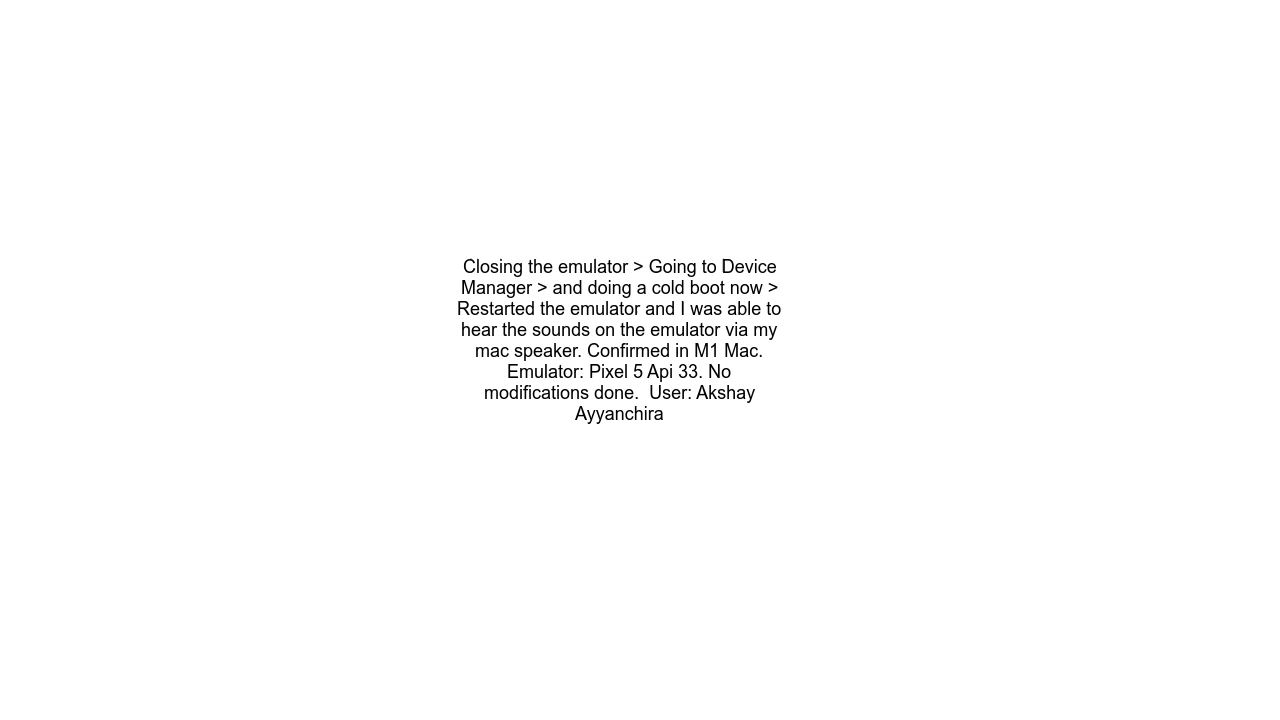 Closing the emulator > Going to Device
Manager > and doing a cold boot now >
Restarted the emulator and I was able to
hear the sounds on the emulator via my
mac speaker. Confirmed in M1 Mac.
Emulator: Pixel 5 Api 33. No
modifications done.  User: Akshay
Ayyanchira